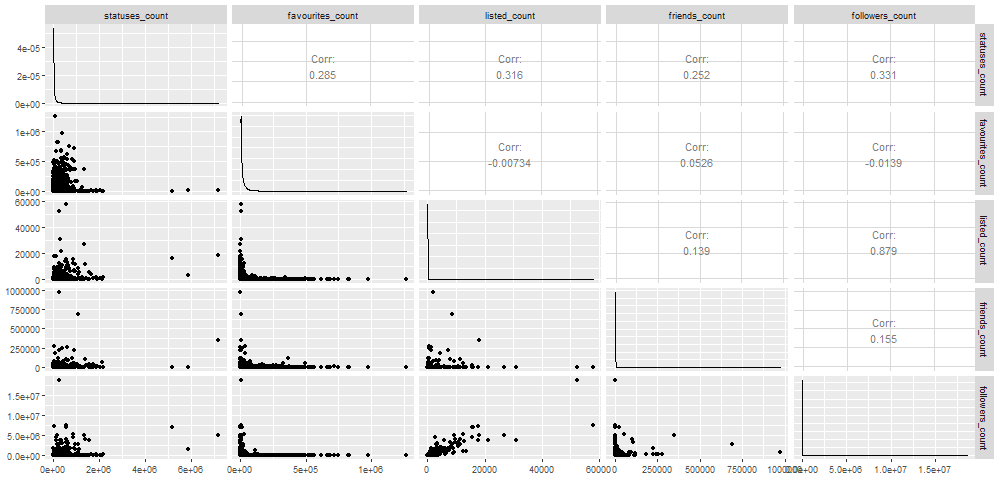 statuses_count favourites_count listed_count friends_count followers_count
4e-05
2e-05
0e+00
Corr:
0.285
Corr:
0.316
Corr:
0.252
Corr:
0.331
statuses_count
1e+06
5e+05
0e+00
Corr:
-0.00734
Corr:
0.0526
Corr:
-0.0139
favourites_count
60000
40000
20000
0
Corr:
0.139
Corr:
0.879
listed_count
1000000
750000
500000
250000
0
Corr:
0.155
friends_count
1.5e+07
1.0e+07
5.0e+06
0.0e+00
followers_count
0e+00 2e+06 4e+06 6e+06 0e+00 5e+05 1e+06 0 20000 40000 60000 0 250000 500000 750000 5.0e+06 1.0e+07 1.5e+07